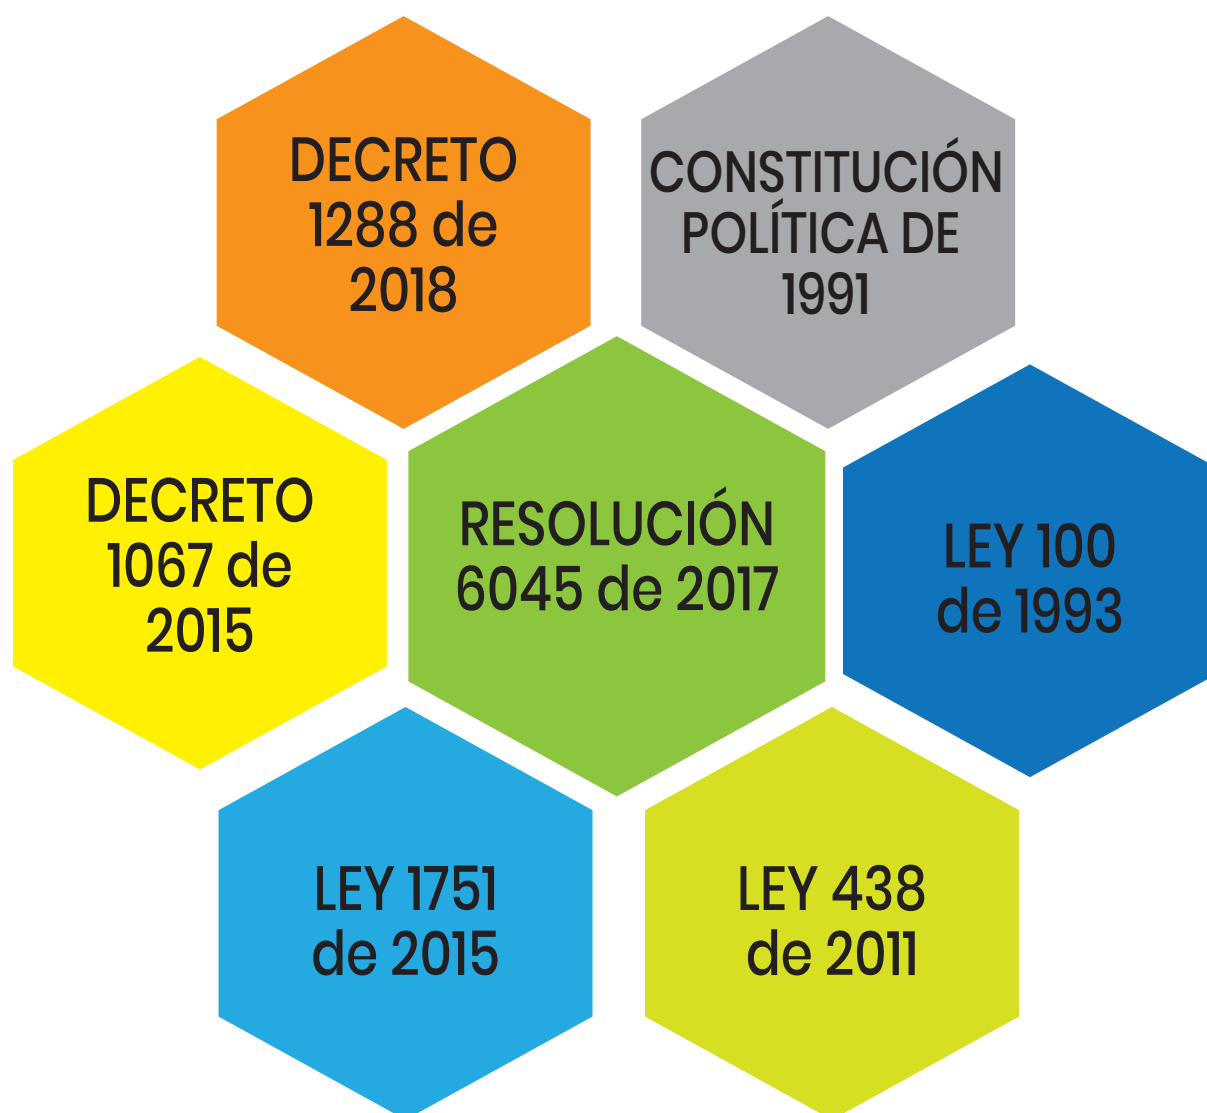 DECRETO
1288 de
2018
CONSTITUCIÓN
POLÍTICA DE
1991
DECRETO
1067 de
2015
RESOLUCIÓN
6045 de 2017
LEY 100
de 1993
LEY 1751
de 2015
LEY 438
de 2011